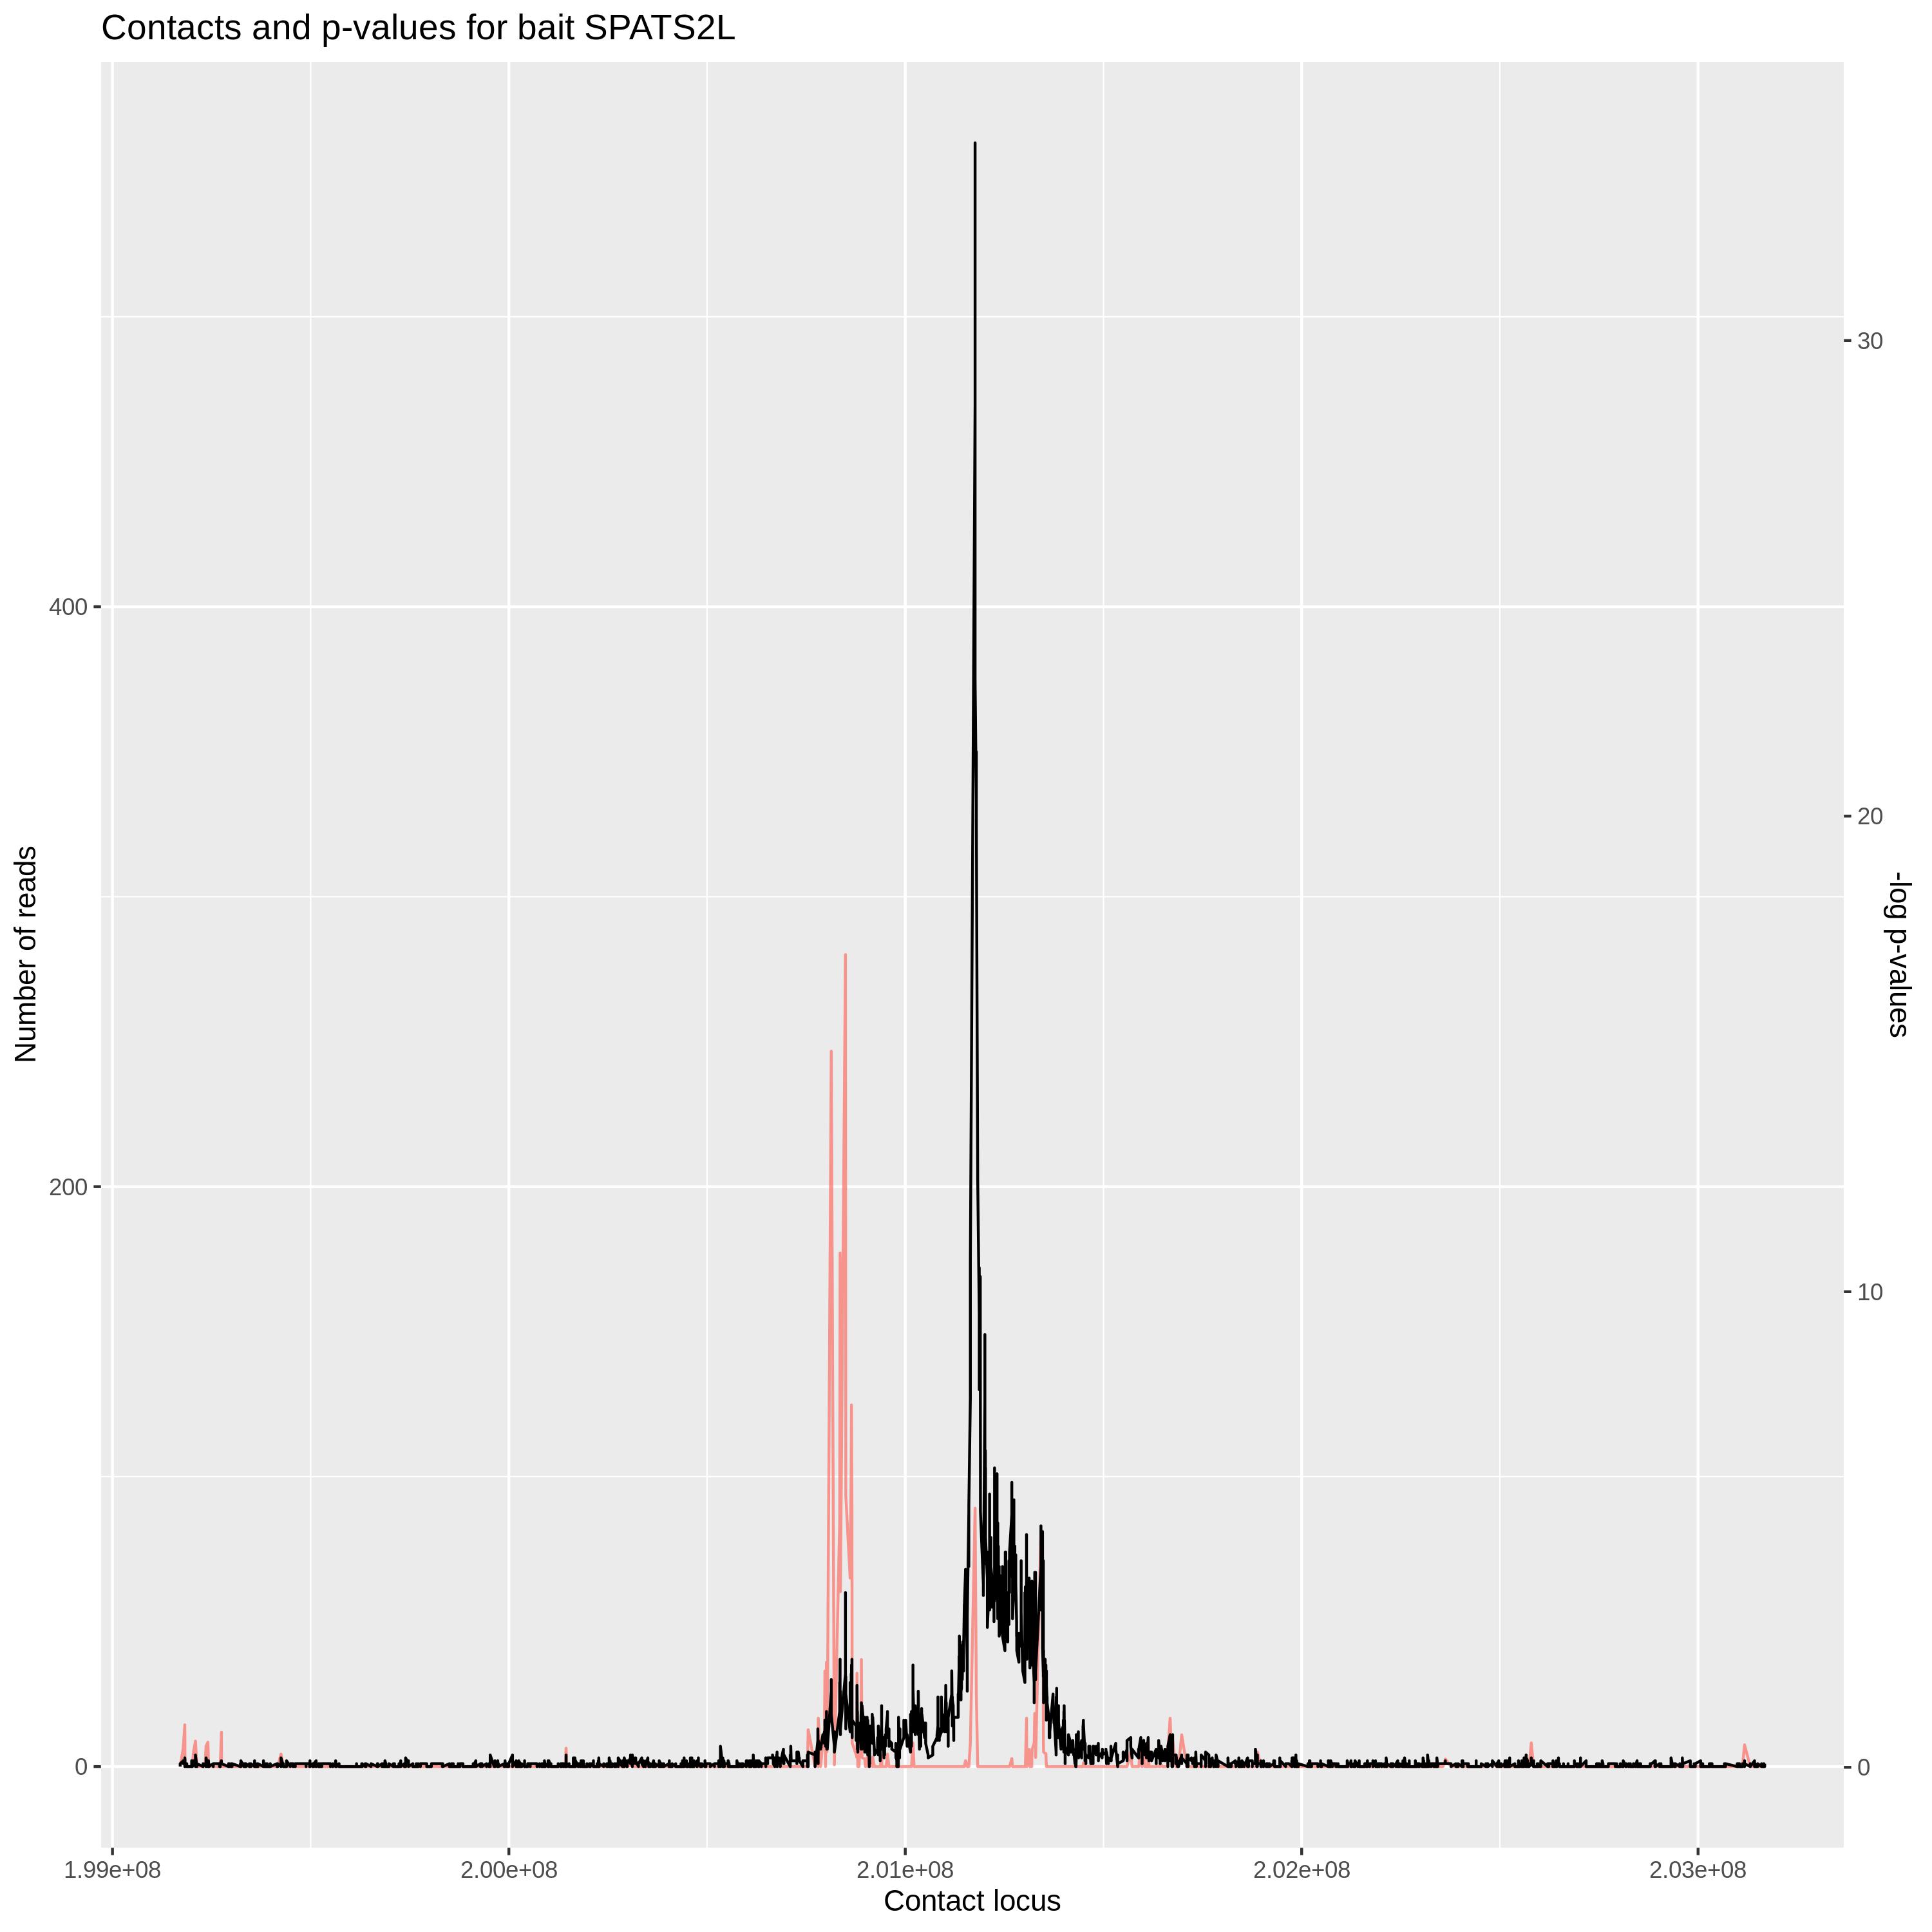 Contacts and p-values for bait SPATS2L
Number of reads
400
200
0
30
20
10
0
-log p-values
1.99e+08 2.00e+08 2.01e+08 2.02e+08 2.03e+08
Contact locus